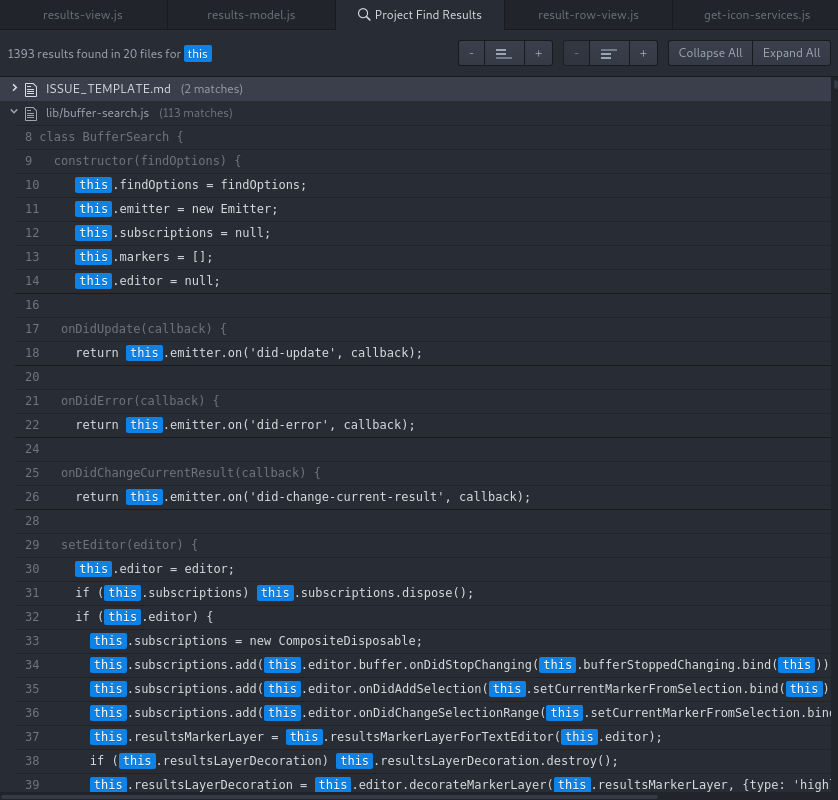 results-view.js results-model.js Project Find Results result-row-view.js get-icon-services.js
1393 results found in 20 files for this - + - + Collapse All Expand All
ISSUE_TEMPLATE.md (2 matches)
lib/buffer-search.js (113 matches)
8 class BufferSearch {
9 constructor(findOptions) {
10 this.findOptions = findOptions;
11 this.emitter = new Emitter;
12 this.subscriptions = null;
13 this.markers = [];
14 this.editor = null;
16
17 onDidUpdate(callback) {
18 return this.emitter.on('did-update', callback);
20
21 onDidError(callback) {
22 return this.emitter.on('did-error', callback);
24
25 onDidChangeCurrentResult(callback) {
26 return this.emitter.on('did-change-current-result', callback);
28
29 setEditor(editor) {
30 this.editor = editor;
31 if (this.subscriptions) this.subscriptions.dispose();
32 if (this.editor) {
33 this.subscriptions = new CompositeDisposable;
34 this.subscriptions.add(this.editor.buffer.onDidStopChanging(this.bufferStoppedChanging.bind(this))
35 this.subscriptions.add(this.editor.onDidAddSelection(this.setCurrentMarkerFromSelection.bind(this)
36 this.subscriptions.add(this.editor.onDidChangeSelectionRange(this.setCurrentMarkerFromSelection.bin
37 this.resultsMarkerLayer = this.resultsMarkerLayerForTextEditor(this.editor);
38 if (this.resultsLayerDecoration) this.resultsLayerDecoration.destroy();
39 this.resultsLayerDecoration = this.editor.decorateMarkerLayer(this.resultsMarkerLayer, {type: 'high